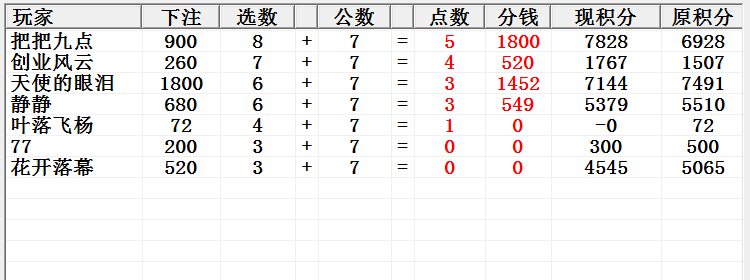 玩家 下注 选数 公数 点数 分钱 现积分 原积分
把把九点 900 8 + 7 = 5 1800 7828 6928
创业风云 260 7 + 7 = 4 520 1767 1507
天使的眼泪 1800 6 + 7 = 3 1452 7144 7491
静静 680 6 + 7 = 3 549 5379 5510
叶落飞杨 72 4 + 7 = 1 0 -0 72
77 200 3 + 7 = 0 0 300 500
花开落幕 520 3 + 7 = 0 0 4545 5065